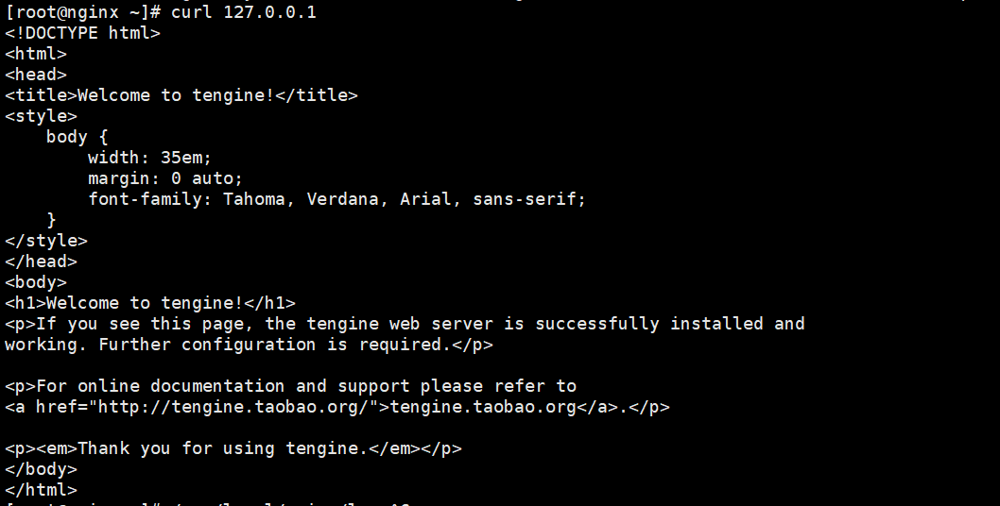 [root@nginx ~]# curl 127.0.0.1
<!DOCTYPE html>
<html>
<head>
<title>Welcome to tengine!</title>
<style>
    body {
        width: 35em;
        margin: 0 auto;
        font-family: Tahoma, Verdana, Arial, sans-serif;
    }
</style>
</head>
<body>
<h1>Welcome to tengine!</h1>
<p>If you see this page, the tengine web server is successfully installed and
working. Further configuration is required.</p>

<p>For online documentation and support please refer to
<a href="http://tengine.taobao.org/">tengine.taobao.org</a>.</p>

<p><em>Thank you for using tengine.</em></p>
</body>
</html>